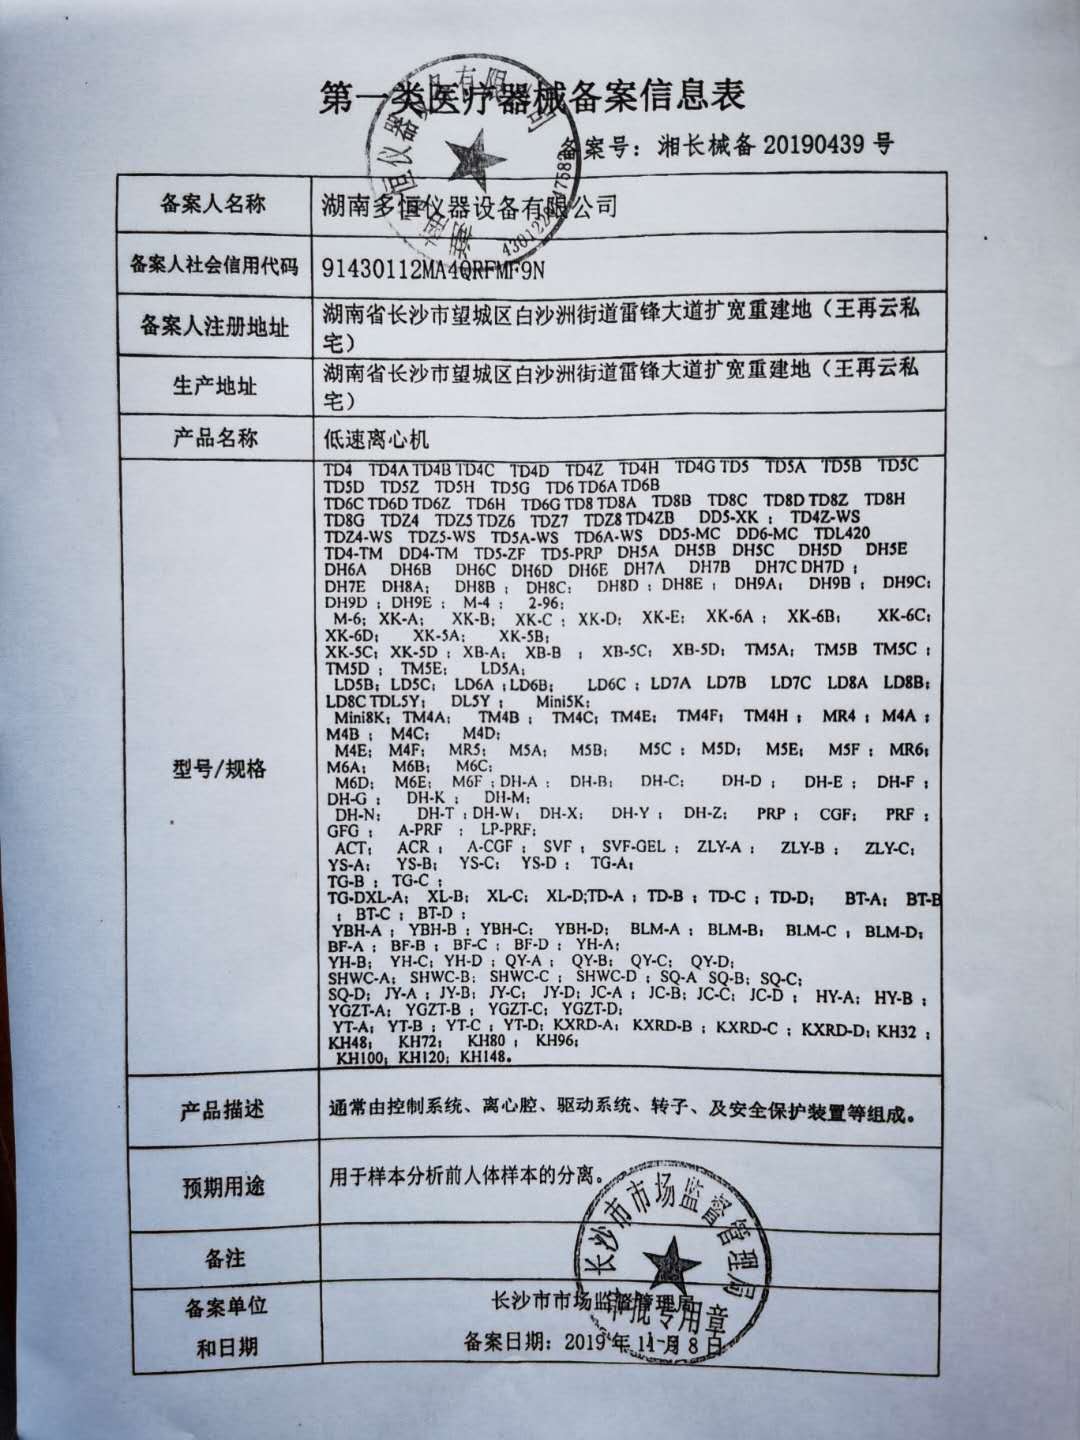 第一类医疗器械备案信息表
备案号：湘长械备 20190439 号
备案人名称 湖南多恒仪器设备有限公司
备案人社会信用代码 91430112MA4QRFMF9N
备案人注册地址 湖南省长沙市望城区白沙洲街道雷锋大道扩宽重建地（王再云私
宅）
生产地址 湖南省长沙市望城区白沙洲街道雷锋大道扩宽重建地（王再云私
宅）
产品名称 低速离心机
型号/规格
TD4 TD4A TD4B TD4C TD4D TD4Z TD4H TD4G TD5 TD5A TD5B TD5C
TD5D TD5Z TD5H TD5G TD6 TD6A TD6B
TD6C TD6D TD6Z TD6H TD6G TD8 TD8A TD8B TD8C TD8D TD8Z TD8H
TD8G TDZ4 TDZ5 TDZ6 TDZ7 TDZ8 TD4ZB DD5-XK； TD4Z-WS
TDZ4-WS TDZ5-WS TD5A-WS TD6A-WS DD5-MC DD6-MC TDL420
TD4-TM DD4-TM TD5-ZF TD5-PRP DH5A DH5B DH5C DH5D DH5E
DH6A DH6B DH6C DH6D DH6E DH7A DH7B DH7C DH7D；
DH7E DH8A； DH8B； DH8C； DH8D；DH8E； DH9A； DH9B； DH9C；
DH9D；DH9E； M-4； 2-96；
M-6；XK-A； XK-B； XK-C；XK-D； XK-E； XK-6A； XK-6B； XK-6C；
XK-6D； XK-5A； XK-5B；
XK-5C；XK-5D；XB-A；XB-B； XB-5C； XB-5D； TM5A； TM5B TM5C；
TM5D； TM5E； LD5A；
LD5B；LD5C； LD6A；LD6B； LD6C；LD7A LD7B LD7C LD8A LD8B；
LD8C TDL5Y； DL5Y； Mini5K；
Mini8K；TM4A； TM4B；TM4C；TM4E； TM4F； TM4H； MR4；M4A；
M4B； M4C； M4D；
M4E； M4F； MR5； M5A； M5B； M5C；M5D； M5E； M5F；MR6；
M6A； M6B； M6C；
M6D； M6E； M6F；DH-A； DH-B； DH-C； DH-D； DH-E； DH-F；
DH-G； DH-K； DH-M；
DH-N； DH-T；DH-W； DH-X； DH-Y； DH-Z； PRP； CGF； PRF；
GFG； A-PRF； LP-PRF；
ACT； ACR； A-CGF；SVF；SVF-GEL；ZLY-A； ZLY-B； ZLY-C；
YS-A； YS-B； YS-C； YS-D； TG-A；
TG-B；TG-C；
TG-DXL-A； XL-B； XL-C； XL-D;TD-A；TD-B；TD-C；TD-D； BT-A； BT-B
；BT-C；BT-D；
YBH-A；YBH-B；YBH-C； YBH-D； BLM-A；BLM-B； BLM-C；BLM-D；
BF-A；BF-B；BF-C；BF-D；YH-A；
YH-B； YH-C；YH-D；QY-A； QY-B； QY-C； QY-D；
SHWC-A；SHWC-B；SHWC-C；SHWC-D；SQ-A SQ-B；SQ-C；
SQ-D；JY-A；JY-B；JY-C； JY-D；JC-A；JC-B；JC-C；JC-D； HY-A；HY-B；
YGZT-A； YGZT-B； YGZT-C； YGZT-D；
YT-A； YT-B；YT-C；YT-D；KXRD-A； KXRD-B；KXRD-C；KXRD-D；KH32；
KH48； KH72； KH80； KH96；
KH100；KH120；KH148。
产品描述 通常由控制系统、离心腔、驱动系统、转子、及安全保护装置等组成。
预期用途 用于样本分析前人体样本的分离。
备注
备案单位
和日期
长沙市市场监督管理局
备案日期：2019 年 11 月 8 日
长沙市市场监督管理局
审批专用章